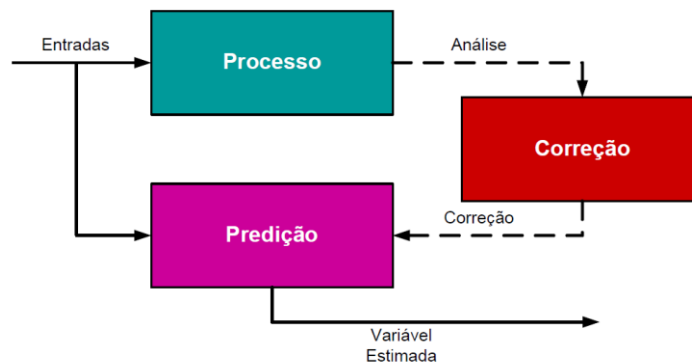 Entradas
Processo
Análise
Correção
Predição
Correção
Variável
Estimada